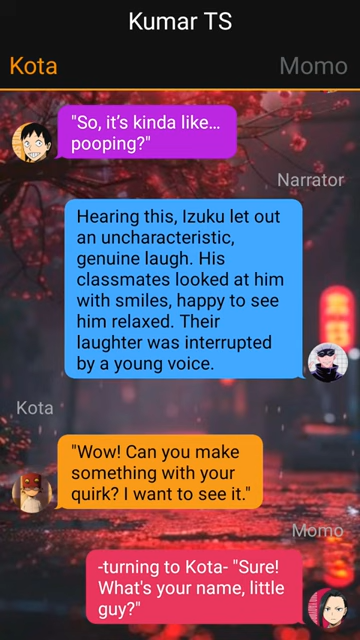 Kumar TS
Kota
Momo
"So, it's kinda like…
pooping?"
Narrator
Hearing this, Izuku let out
an uncharacteristic,
genuine laugh. His
classmates looked at him
with smiles, happy to see
him relaxed. Their
laughter was interrupted
by a young voice.
Kota
"Wow! Can you make
something with your
quirk? I want to see it."
Momo
-turning to Kota- "Sure!
What's your name, little
guy?"